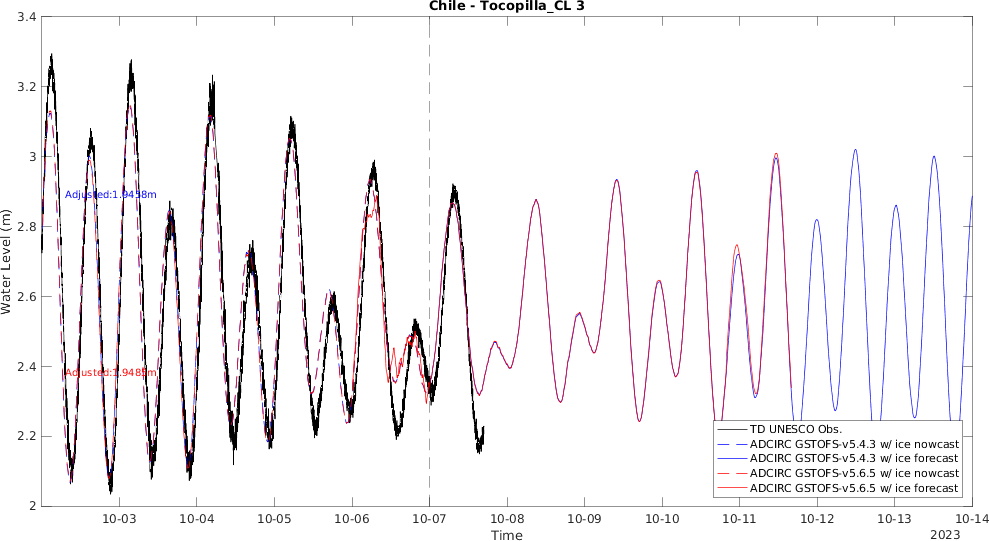 Chile - Tocopilla_CL 3
3.4
3.2
3
2.8
2.6
2.4
2.2
2
Water Level (m)
Adjusted:1.9458m
Adjusted:1.9485m
TD UNESCO Obs.
ADCIRC GSTOFS-v5.4.3 w/ ice nowcast
ADCIRC GSTOFS-v5.4.3 w/ ice forecast
ADCIRC GSTOFS-v5.6.5 w/ ice nowcast
ADCIRC GSTOFS-v5.6.5 w/ ice forecast
10-03 10-04 10-05 10-06 10-07 10-08 10-09 10-10 10-11 10-12 10-13 10-14
Time
2023